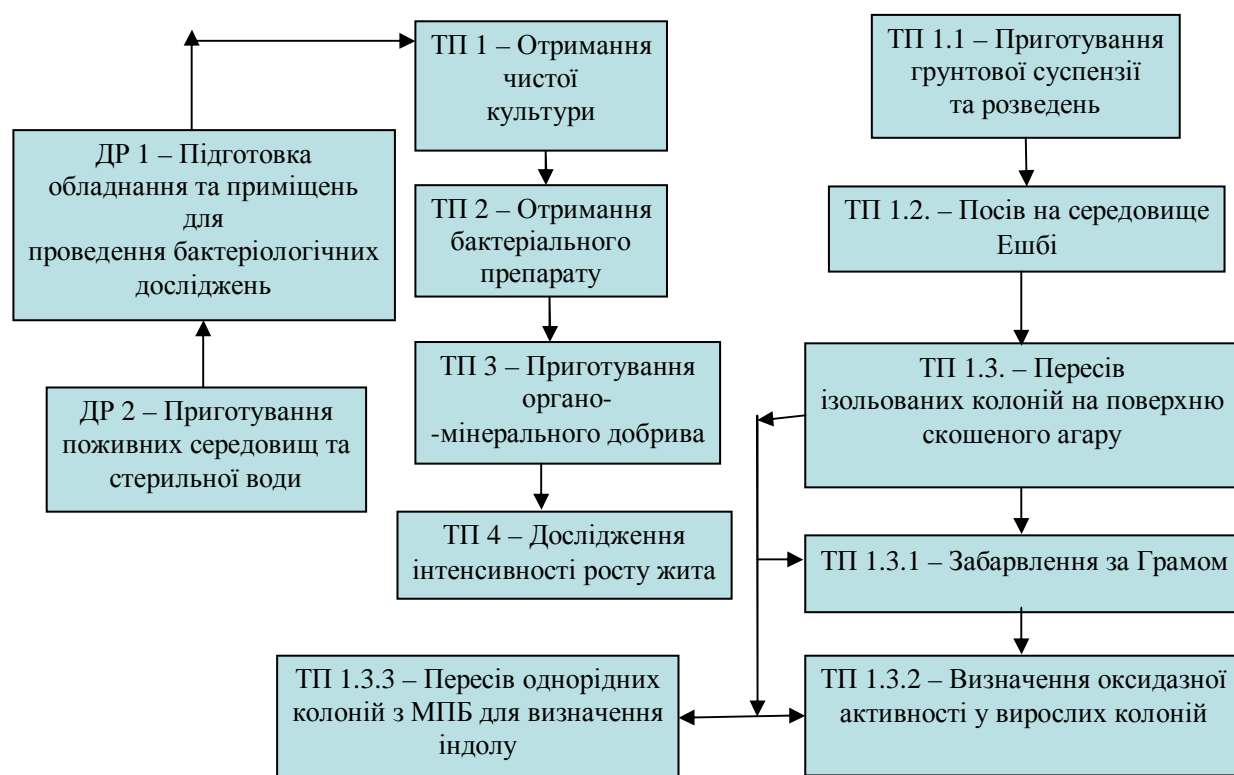 ДР 1 – Підготовка
обладнання та приміщень
для
проведення бактеріологічних
досліджень
ДР 2 – Приготування
поживних середовищ та
стерильної води
ТП 1 – Отримання
чистої
культури
ТП 2 – Отримання
бактеріального
препарату
ТП 3 – Приготування
органо-
-мінерального добрива
ТП 4 – Дослідження
інтенсивності росту жита
ТП 1.1 – Приготування
грунтової суспензії
та розведень
ТП 1.2. – Посів на середовище
Ешбі
ТП 1.3. – Пересів
ізольованих колоній на поверхню
скошеного агару
ТП 1.3.1 – Забарвлення за Грамом
ТП 1.3.2 – Визначення оксидазної
активності у вирослих колоній
ТП 1.3.3 – Пересів однорідних
колоній з МПБ для визначення
індолу